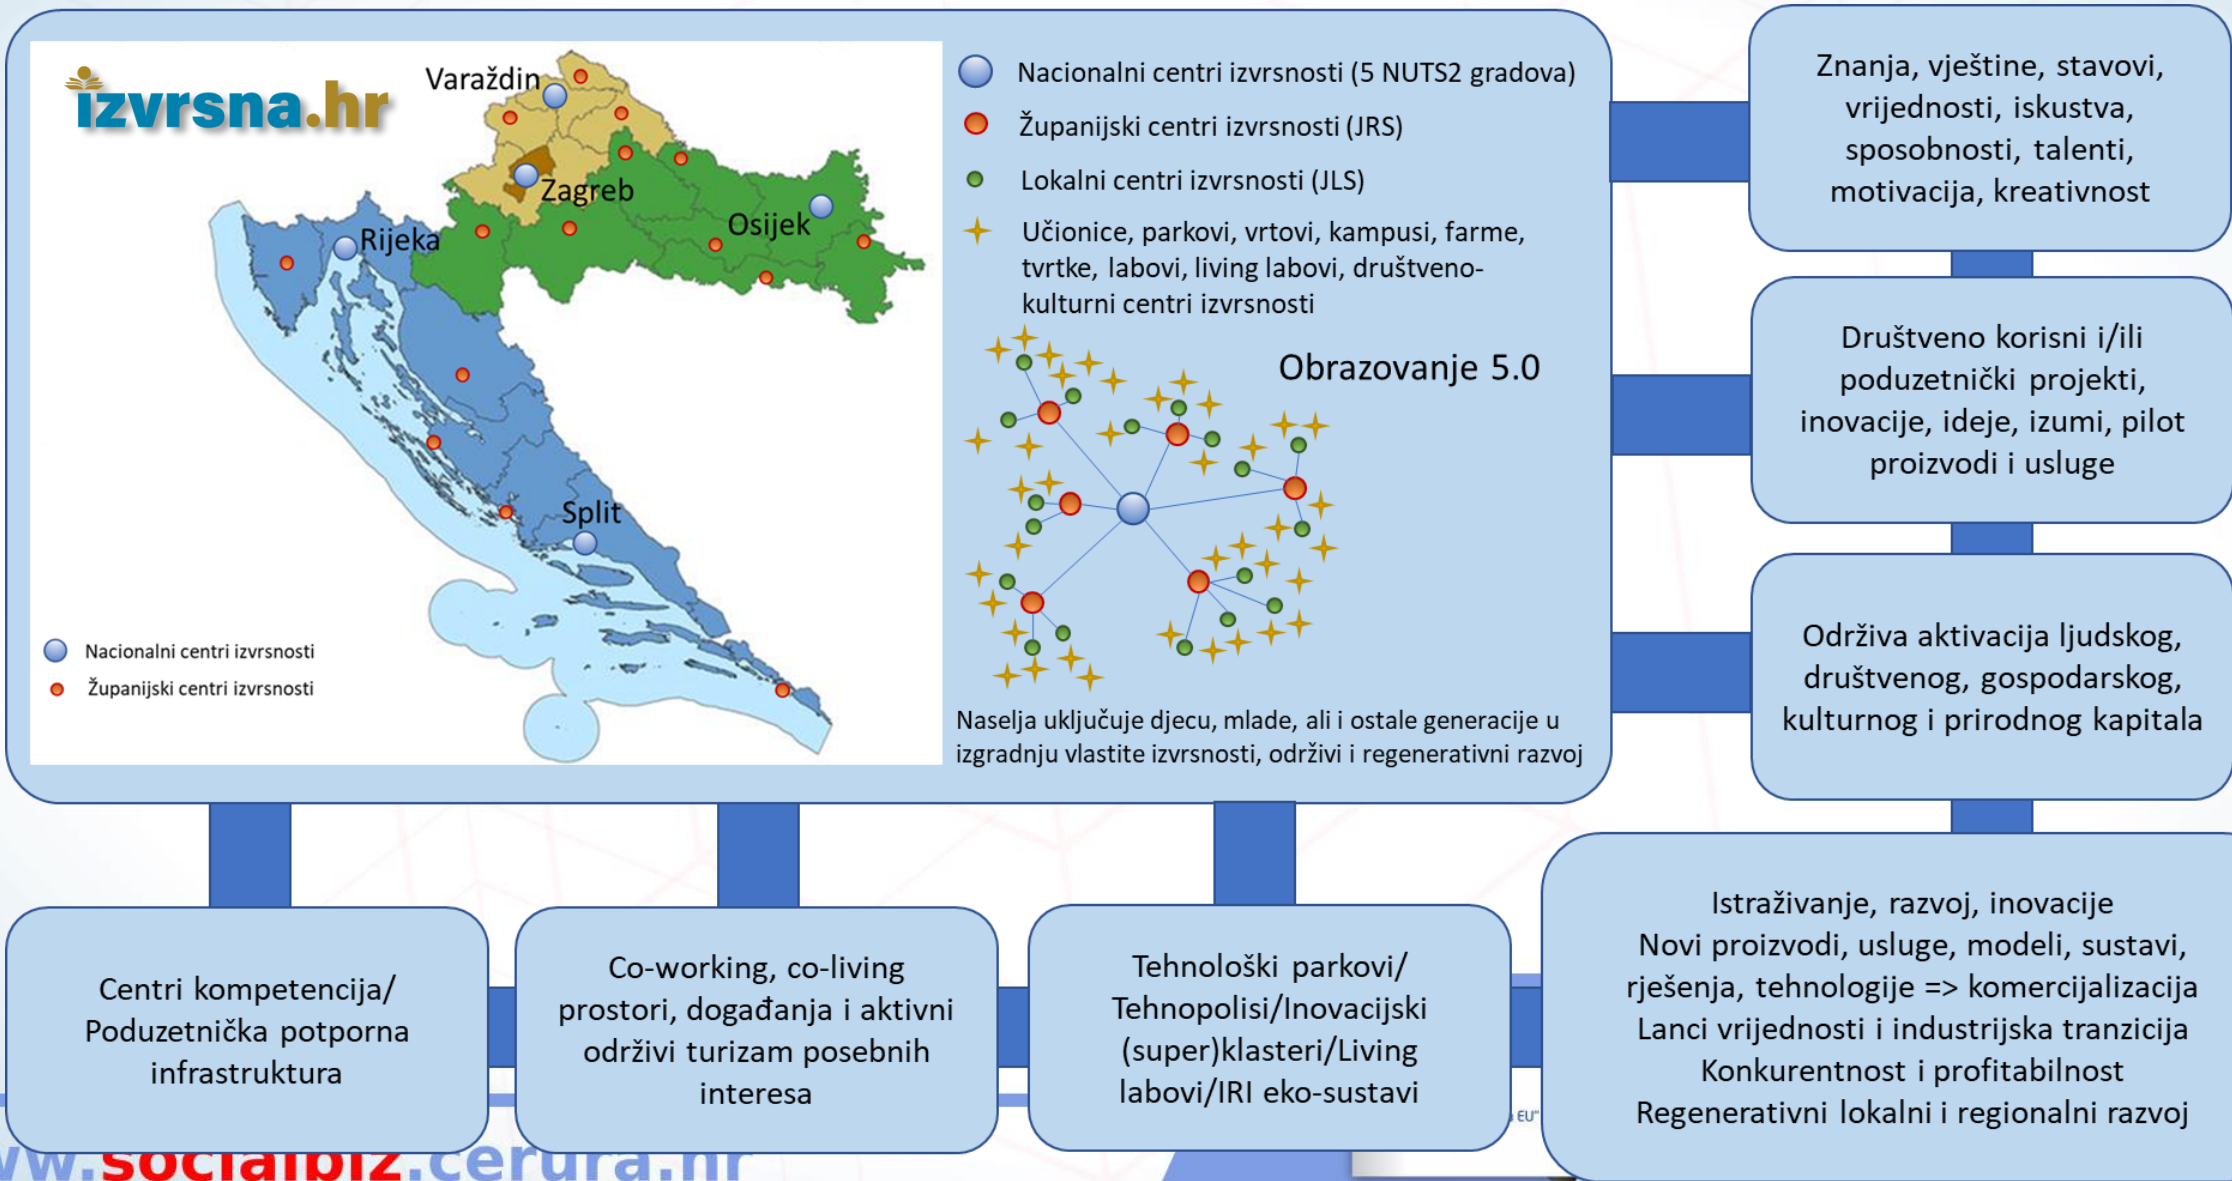 izvrsna.hr
Varaždin
Zagreb
Osijek
Rijeka
Split
Nacionalni centri izvrsnosti
Županijski centri izvrsnosti
Nacionalni centri izvrsnosti (5 NUTS2 gradova)
Županijski centri izvrsnosti (JRS)
Lokalni centri izvrsnosti (JLS)
Učionice, parkovi, vrtovi, kampusi, farme,
tvrtke, labovi, living labovi, društveno-
kulturni centri izvrsnosti
Obrazovanje 5.0
Naselja uključuje djecu, mlade, ali i ostale generacije u
izgradnju vlastite izvrsnosti, održivi i regenerativni razvoj
Znanja, vještine, stavovi,
vrijednosti, iskustva,
sposobnosti, talenti,
motivacija, kreativnost
Društveno korisni i/ili
poduzetnički projekti,
inovacije, ideje, izumi, pilot
proizvodi i usluge
Održiva aktivacija ljudskog,
društvenog, gospodarskog,
kulturnog i prirodnog kapitala
Centri kompetencija/
Poduzetnička potporna
infrastruktura
Co-working, co-living
prostori, događanja i aktivni
održivi turizam posebnih
interesa
Tehnološki parkovi/
Tehnopolisi/Inovacijski
(super)klasteri/Living
labovi/IRI eko-sustavi
Istraživanje, razvoj, inovacije
Novi proizvodi, usluge, modeli, sustavi,
rješenja, tehnologije => komercijalizacija
Lanci vrijednosti i industrijska tranzicija
Konkurentnost i profitabilnost
Regenerativni lokalni i regionalni razvoj
EU"
w.socialbiz.cerura.hr